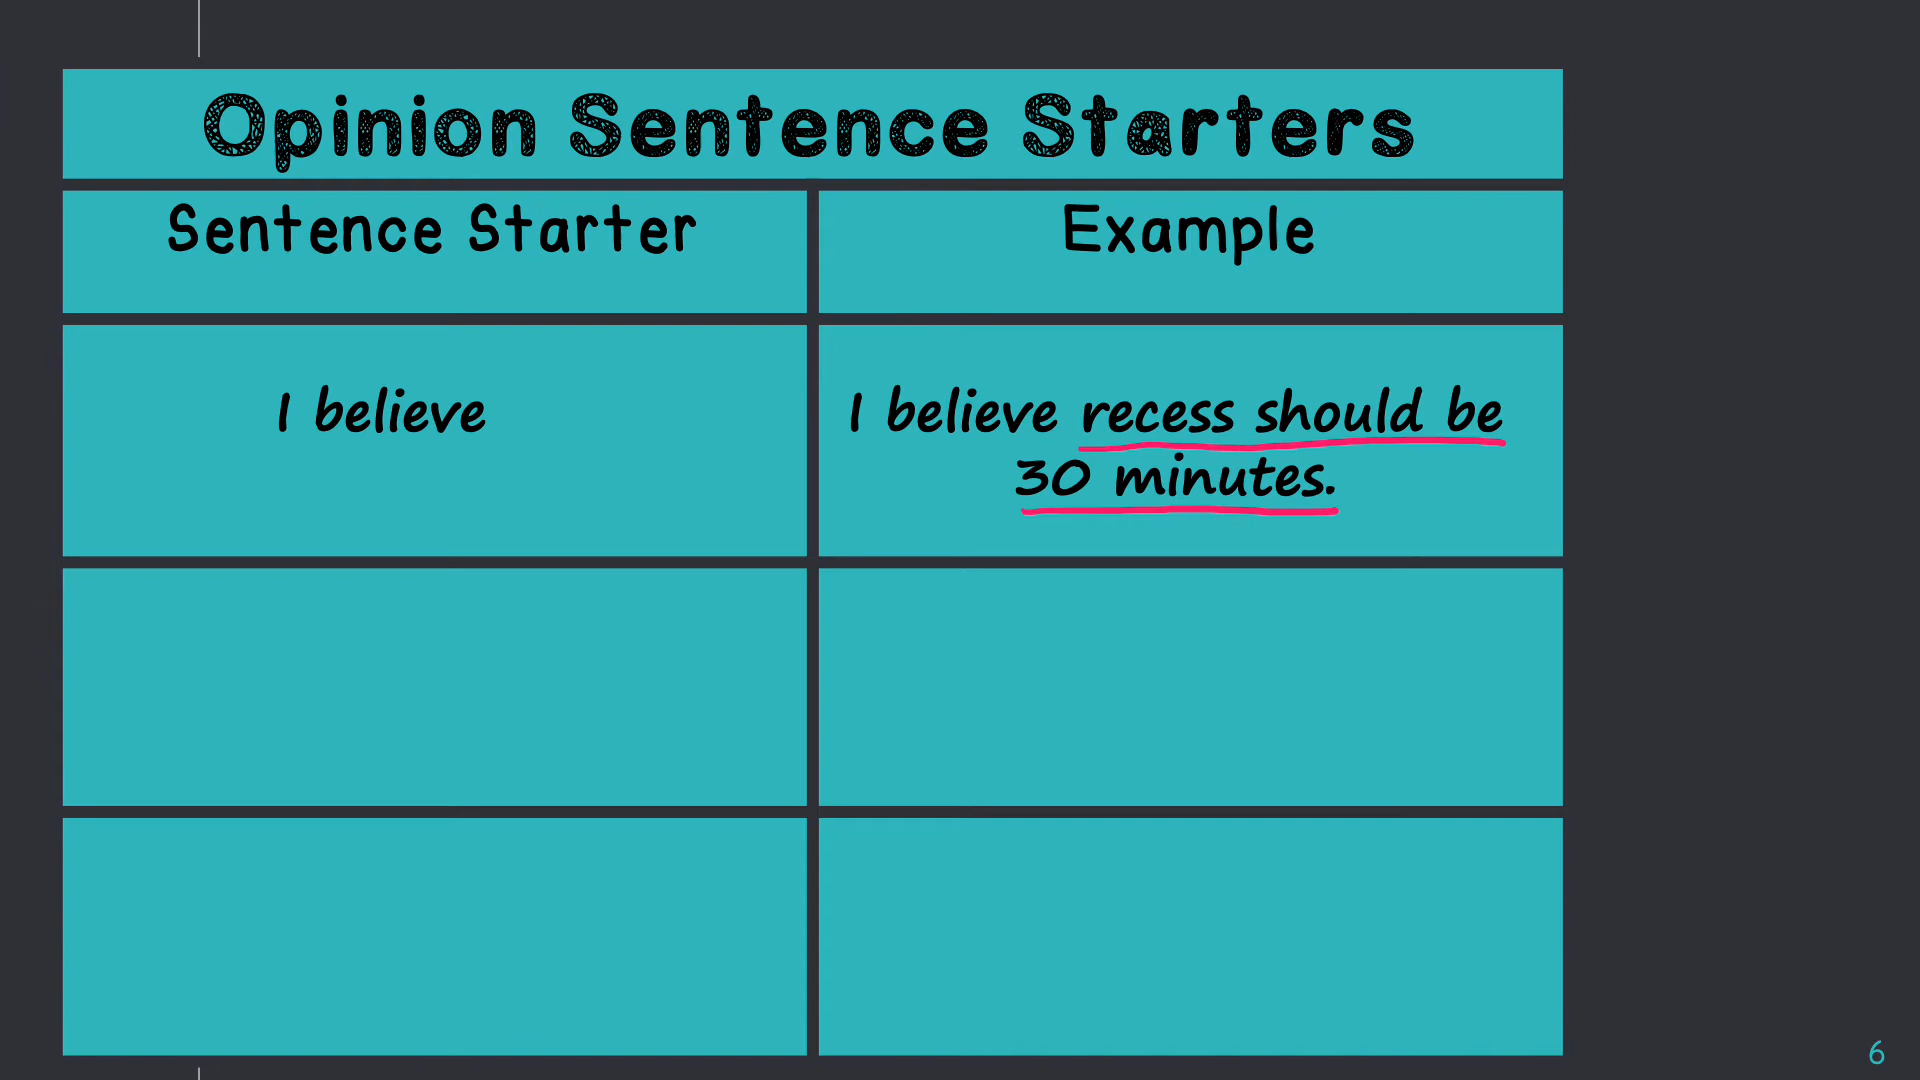 Opinion Sentence Starters
Sentence Starter
Example
I believe
I believe recess should be
30 minutes.
6